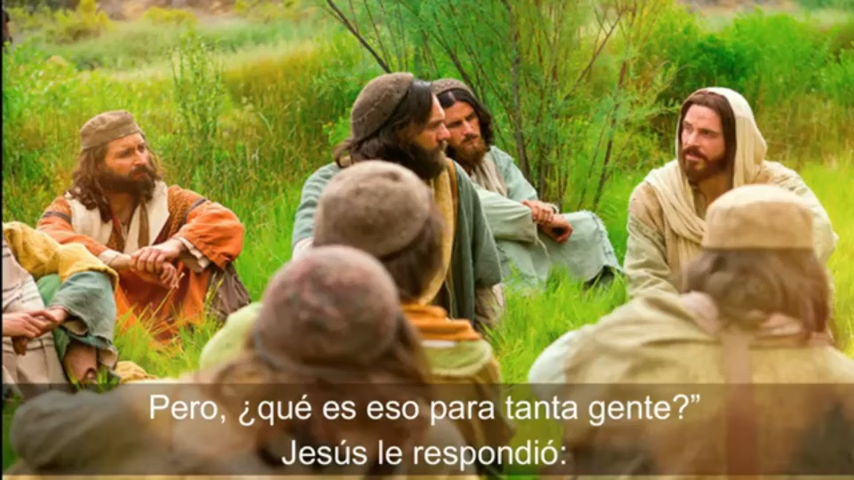 Pero, ¿qué es eso para tanta gente?”
Jesús le respondió: